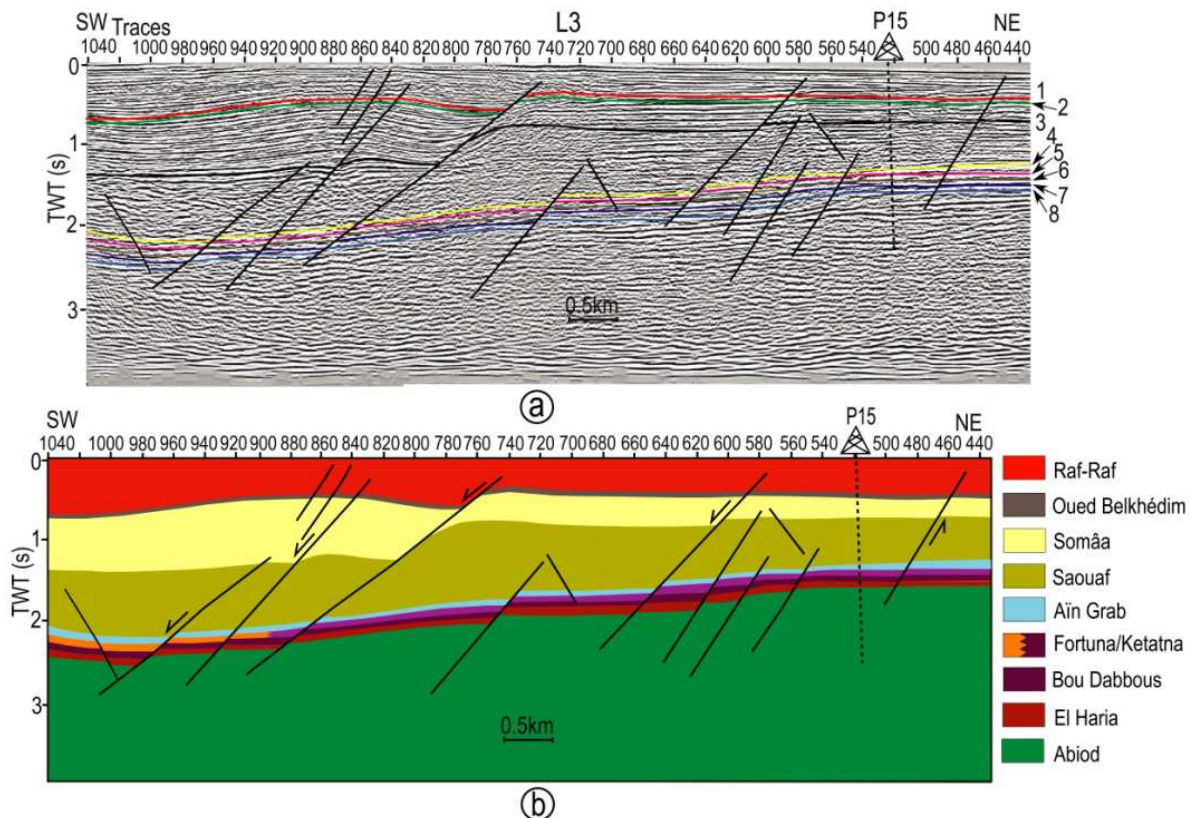 SW Traces L3 P15 NE
1040 1000 980 960 940 920 900 880 860 840 820 800 780 760 740 720 700 680 660 640 620 600 580 560 540 500 480 460 440
0
1
2
3
4
5
6
7
8
1
2
3
TWT (s)
0.5km
a
SW P15 NE
1040 1000 980 960 940 920 900 880 860 840 820 800 780 760 740 720 700 680 660 640 620 600 580 560 540 500 480 460 440
0
1
2
3
TWT (s)
0.5km
Raf-Raf
Oued Belkhédim
Somâa
Saouaf
Aïn Grab
Fortuna/Ketatna
Bou Dabbous
El Haria
Abiod
b